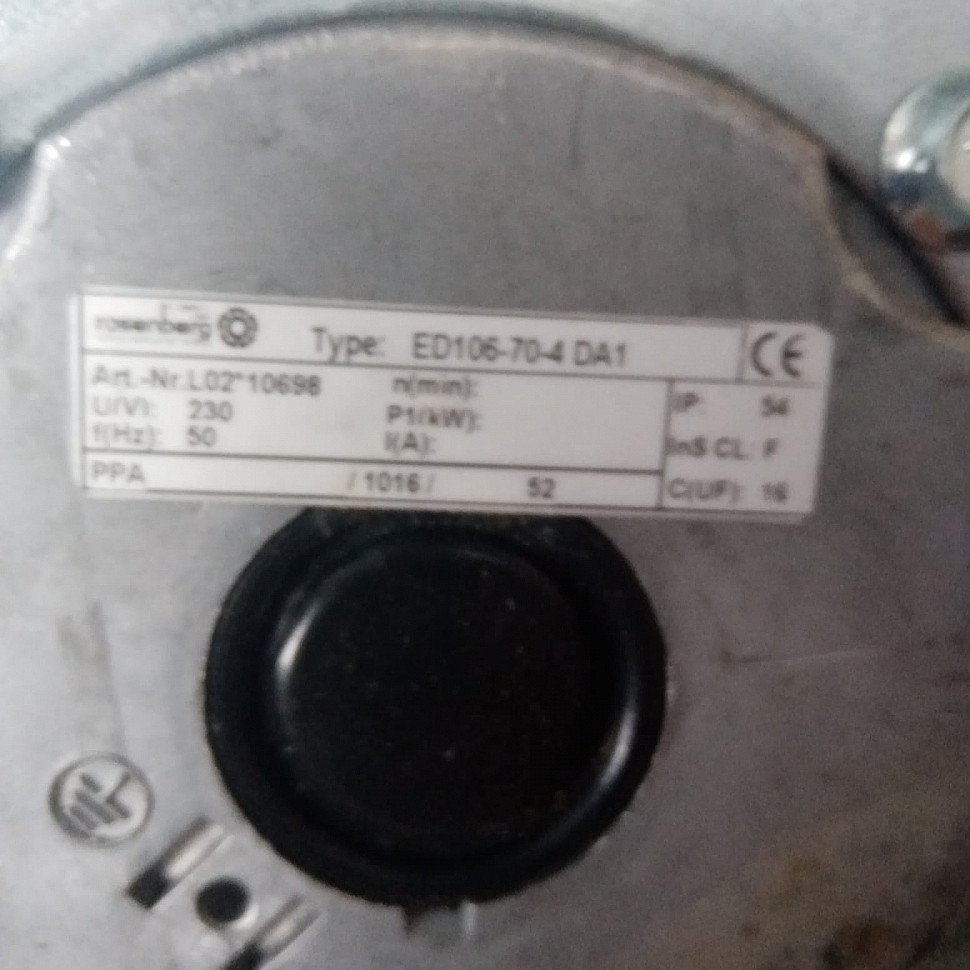 rosenberg Type: ED106-70-4 DA1 CE
Art.-Nr.L02*10698 n(min):
U(V): 230 P1(kW): IP: 54
f(Hz): 50 I(A): InS CL: F
PPA / 1016 / 52 C(UF): 16